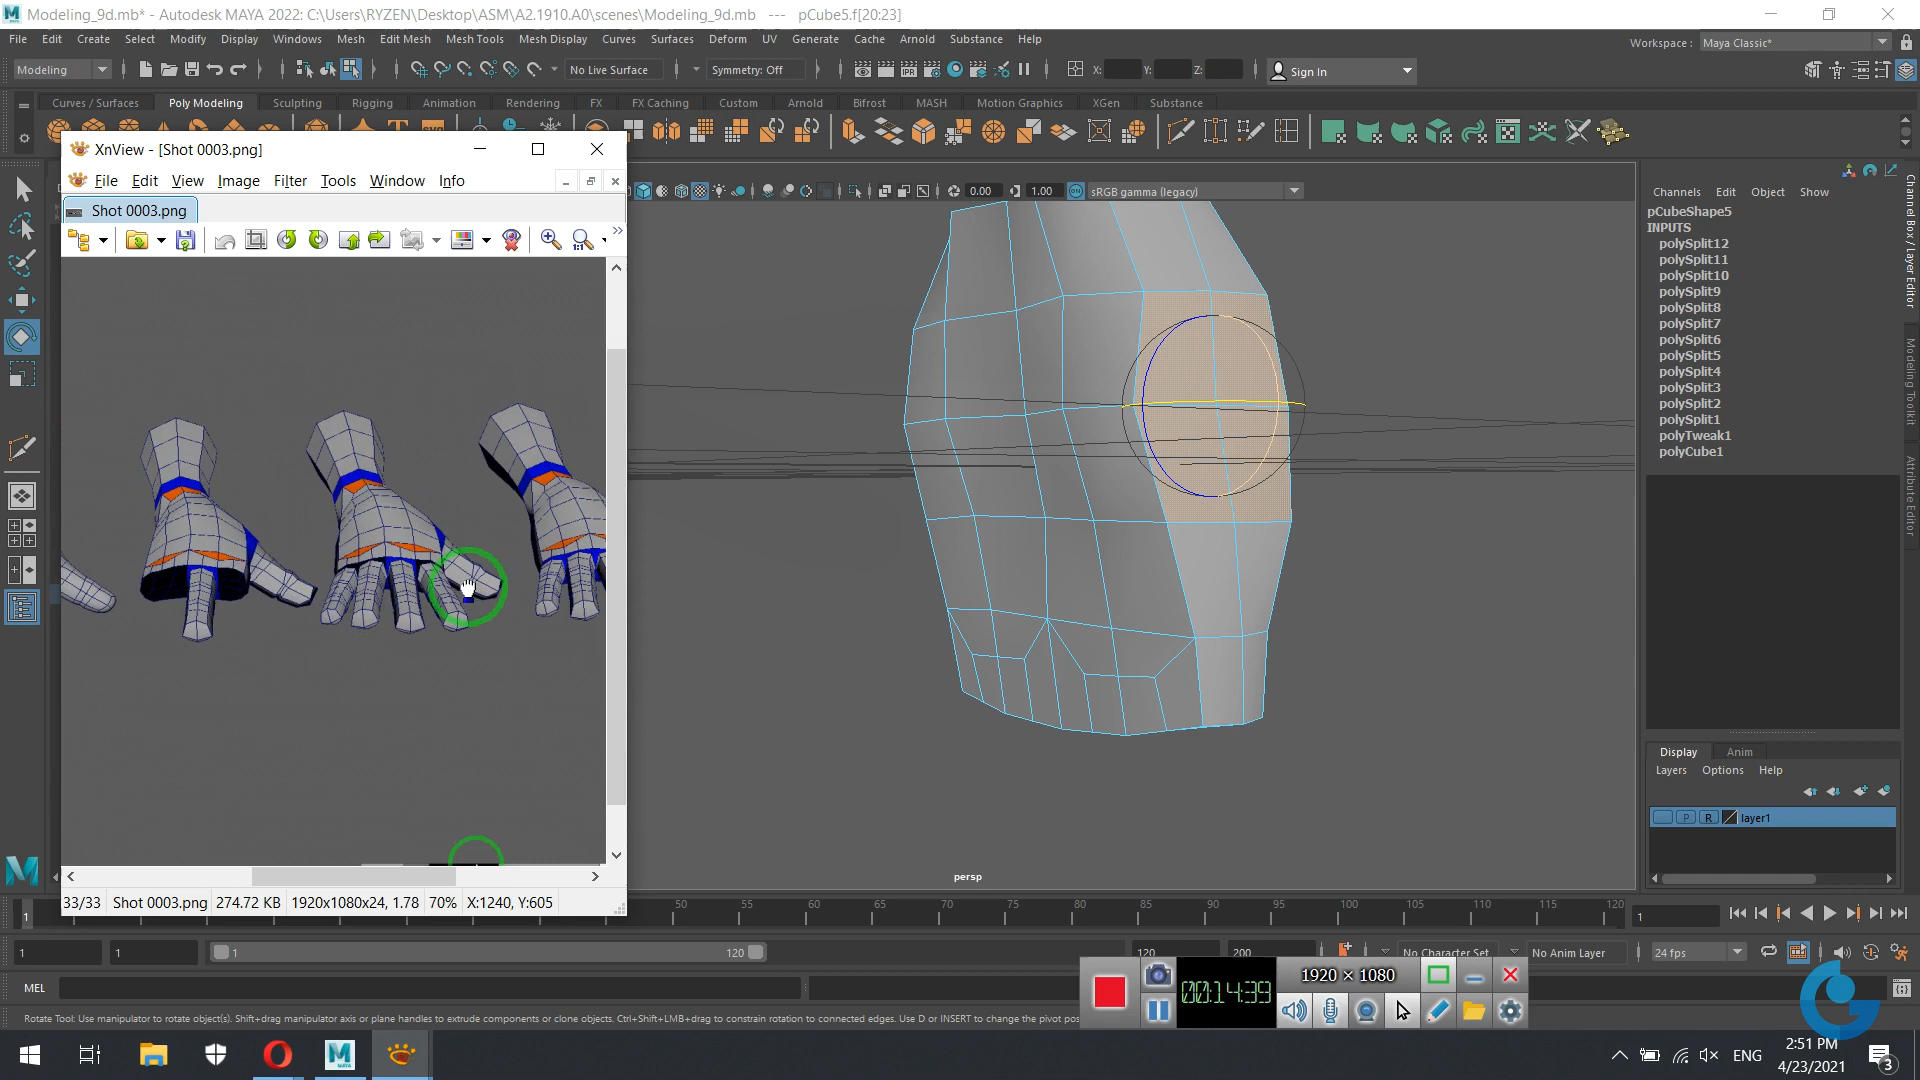 Modeling_9d.mb* - Autodesk MAYA 2022: C:\Users\RYZEN\Desktop\ASM\A2.1910.A0\scenes\Modeling_9d.mb --- pCube5.f[20:23]
File Edit Create Select Modify Display Windows Mesh Edit Mesh Mesh Tools Mesh Display Curves Surfaces Deform UV Generate Cache Arnold Substance Help
Workspace : Maya Classic*
Modeling No Live Surface Symmetry: Off X: Y: Z: Sign In
Curves / Surfaces Poly Modeling Sculpting Rigging Animation Rendering FX FX Caching Custom Arnold Bifrost MASH Motion Graphics XGen Substance
XnView - [Shot 0003.png]
File Edit View Image Filter Tools Window Info
Shot 0003.png
0.00 1.00 sRGB gamma (legacy)
Channels Edit Object Show
pCubeShape5
INPUTS
polySplit12
polySplit11
polySplit10
polySplit9
polySplit8
polySplit7
polySplit6
polySplit5
polySplit4
polySplit3
polySplit2
polySplit1
polyTweak1
polyCube1
Channel Box / Layer Editor
Modeling Toolkit
Attribute Editor
Display Anim
Layers Options Help
P R layer1
persp
33/33 Shot 0003.png 274.72 KB 1920x1080x24, 1.78 70% X:1240, Y:605
1 50 55 60 65 70 75 80 85 90 95 100 105 110 115 120 1
1 1 1 120 120 200 No Character Set No Anim Layer 24 fps
MEL
00:14:39 1920 × 1080
Rotate Tool: Use manipulator to rotate object(s). Shift+drag manipulator axis or plane handles to extrude components or clone objects. Ctrl+Shift+LMB+drag to constrain rotation to connected edges. Use D or INSERT to change the pivot pos
MAYA
ENG
2:51 PM
4/23/2021
3